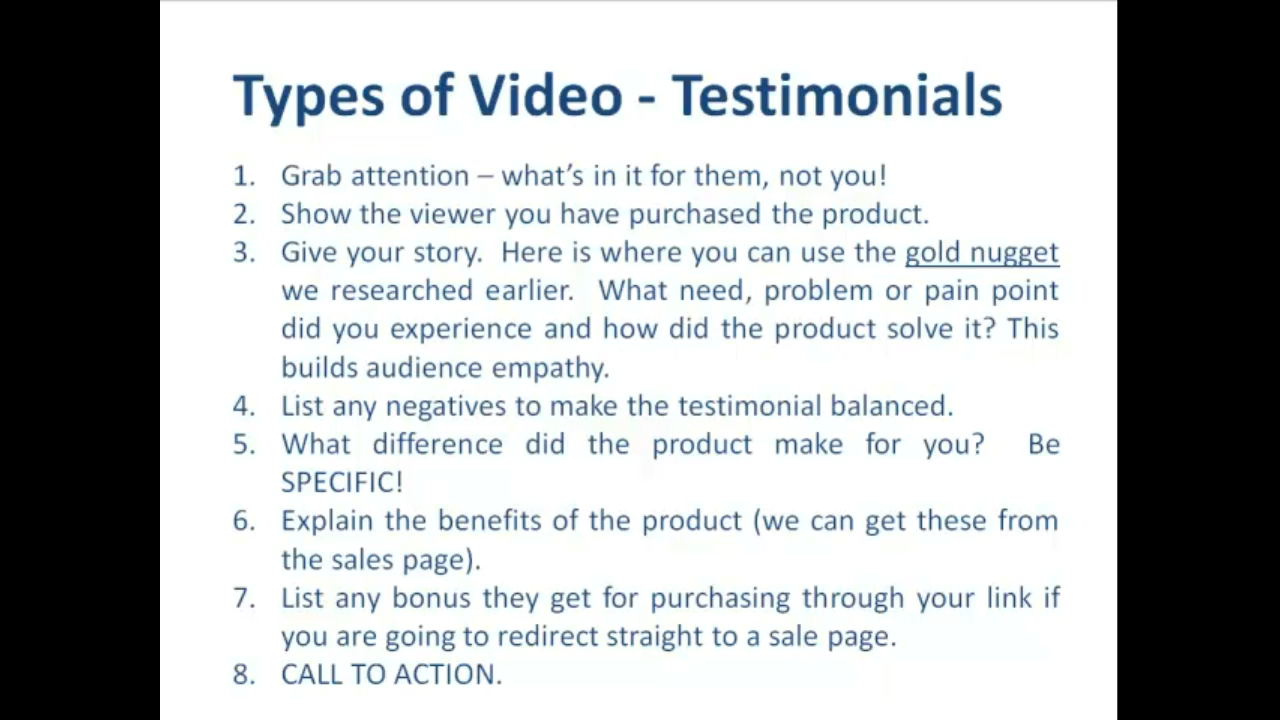 Types of Video - Testimonials
1. Grab attention – what’s in it for them, not you!
2. Show the viewer you have purchased the product.
3. Give your story. Here is where you can use the gold nugget
we researched earlier. What need, problem or pain point
did you experience and how did the product solve it? This
builds audience empathy.
4. List any negatives to make the testimonial balanced.
5. What difference did the product make for you? Be
SPECIFIC!
6. Explain the benefits of the product (we can get these from
the sales page).
7. List any bonus they get for purchasing through your link if
you are going to redirect straight to a sale page.
8. CALL TO ACTION.